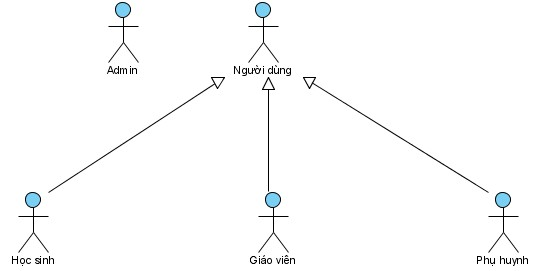 Admin
Người dùng
Học sinh
Giáo viên
Phụ huynh